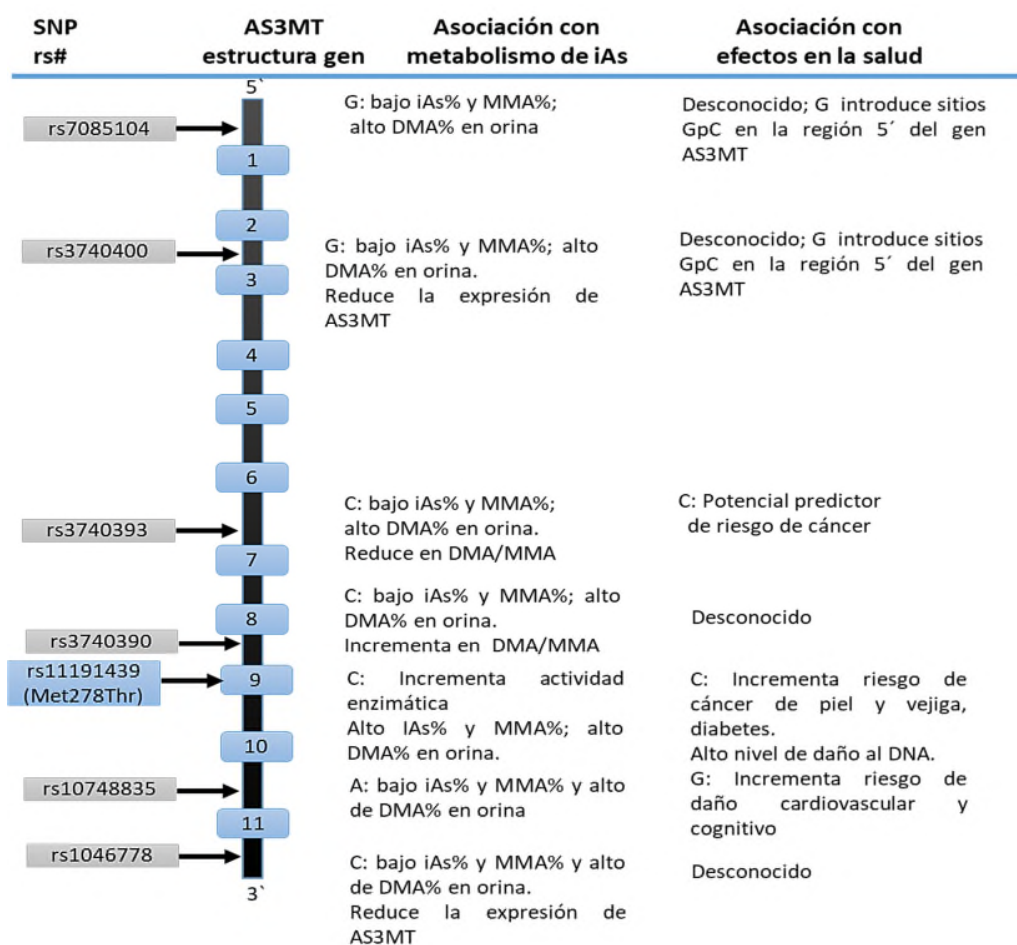 SNP
rs#
AS3MT
estructura gen
Asociación con
metabolismo de iAs
Asociación con
efectos en la salud
5`
rs7085104
1
G: bajo iAs% y MMA%;
alto DMA% en orina
Desconocido; G introduce sitios
GpC en la región 5´ del gen
AS3MT
2
rs3740400
3
G: bajo iAs% y MMA%; alto
DMA% en orina.
Reduce la expresión de
AS3MT
Desconocido; G introduce sitios
GpC en la región 5´ del gen
AS3MT
4
5
6
rs3740393
7
C: bajo iAs% y MMA%;
alto DMA% en orina.
Reduce en DMA/MMA
C: Potencial predictor
de riesgo de cáncer
8
rs3740390
C: bajo iAs% y MMA%; alto
DMA% en orina.
Incrementa en DMA/MMA
Desconocido
rs11191439
(Met278Thr)
9
C: Incrementa actividad
enzimática
Alto IAs% y MMA%; alto
DMA% en orina.
C: Incrementa riesgo de
cáncer de piel y vejiga,
diabetes.
Alto nivel de daño al DNA.
10
rs10748835
A: bajo iAs% y MMA% y alto
de DMA% en orina
G: Incrementa riesgo de
daño cardiovascular y
cognitivo
11
rs1046778
3`
C: bajo iAs% y MMA% y alto
de DMA% en orina.
Reduce la expresión de
AS3MT
Desconocido